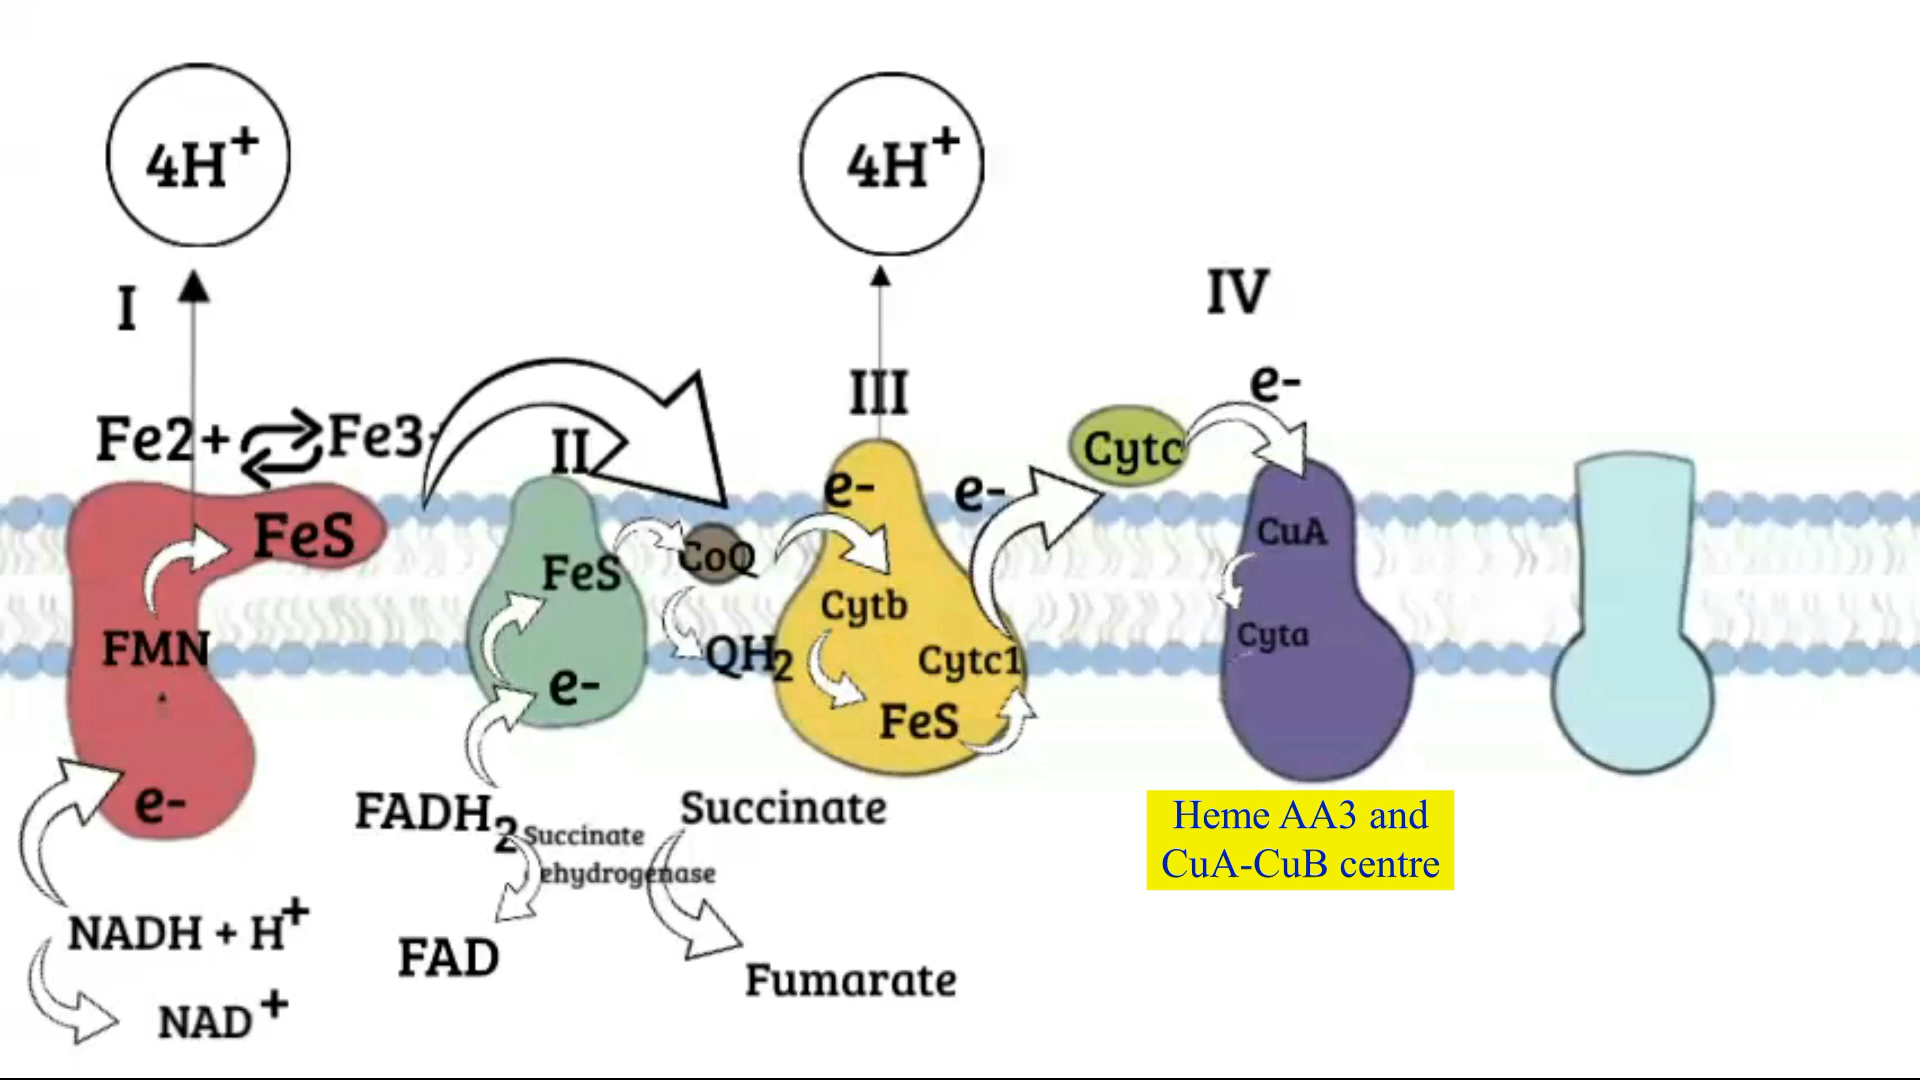 4H+
4H+
I
IV
III
e-
Fe2+
Fe3
II
Cytc
e-
e-
FeS
CuA
FeS
CoQ
Cytb
FMN
QH2
Cytc1
Cyta
e-
FeS
e-
FADH2
Succinate
Succinate
ehydrogenase
Heme AA3 and
CuA-CuB centre
NADH + H+
FAD
Fumarate
NAD+